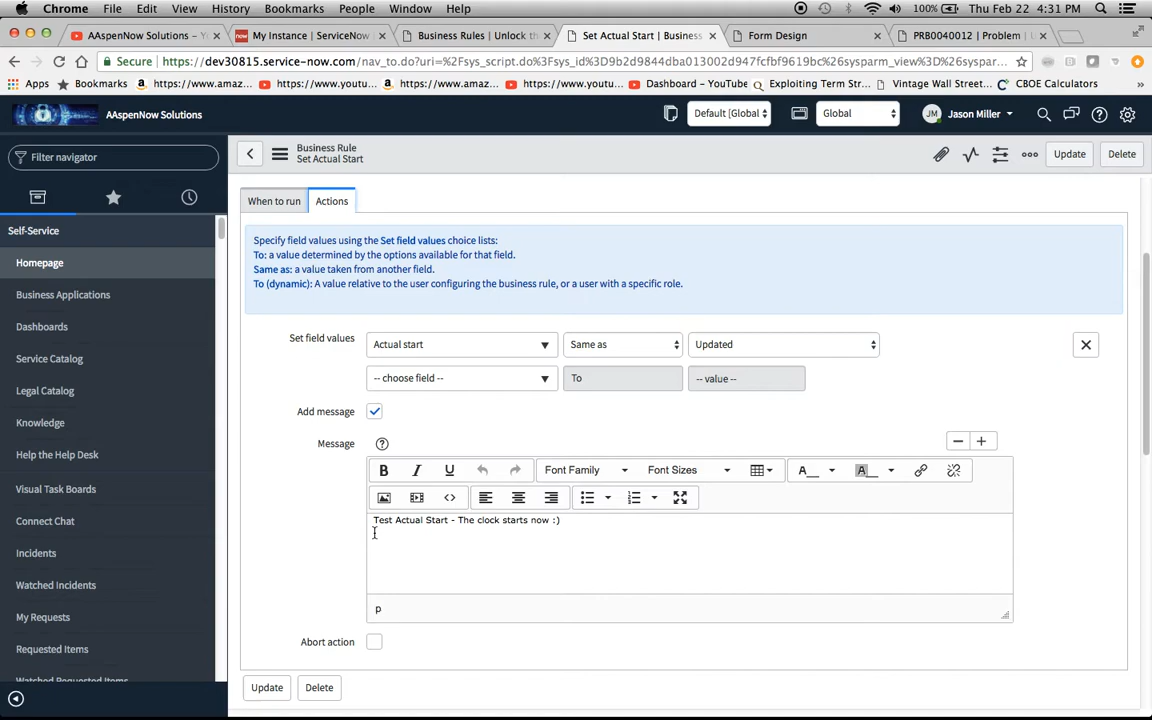 Chrome File Edit View History Bookmarks People Window Help 100% Thu Feb 22 4:31 PM
AAspenNow Solutions – Yo
My Instance | ServiceNow
Business Rules | Unlock th
Set Actual Start | Business
Form Design
PRB0040012 | Problem |
Secure https://dev30815.service-now.com/nav_to.do?uri=%2Fsys_script.do%3Fsys_id%3D9b2d9844dba013002d947fcfbf9619bc%26sysparm_view%3D%26syspar...
Apps Bookmarks https://www.amaz... https://www.youtu... https://www.amaz... https://www.youtu... Dashboard – YouTube Exploiting Term Str... Vintage Wall Street... CBOE Calculators »
AAspenNow Solutions
Default [Global
Global
JM Jason Miller
Filter navigator
Business Rule
Set Actual Start
Update
Delete
Self-Service
Homepage
Business Applications
Dashboards
Service Catalog
Legal Catalog
Knowledge
Help the Help Desk
Visual Task Boards
Connect Chat
Incidents
Watched Incidents
My Requests
Requested Items
Watched Requested Items
When to run
Actions
Specify field values using the Set field values choice lists:
To: a value determined by the options available for that field.
Same as: a value taken from another field.
To (dynamic): A value relative to the user configuring the business rule, or a user with a specific role.
Set field values
Actual start
Same as
Updated
-- choose field --
To
-- value --
Add message
Message
B I U
Font Family
Font Sizes
A
A
Test Actual Start - The clock starts now :)
p
Abort action
Update
Delete